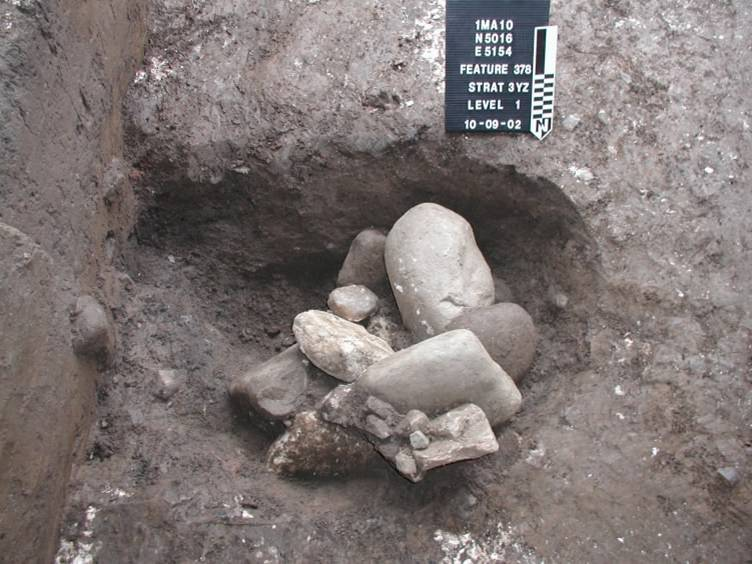 1MA10
N5016
E5154
FEATURE 378
STRAT 3YZ
LEVEL 1
10-09-02
N